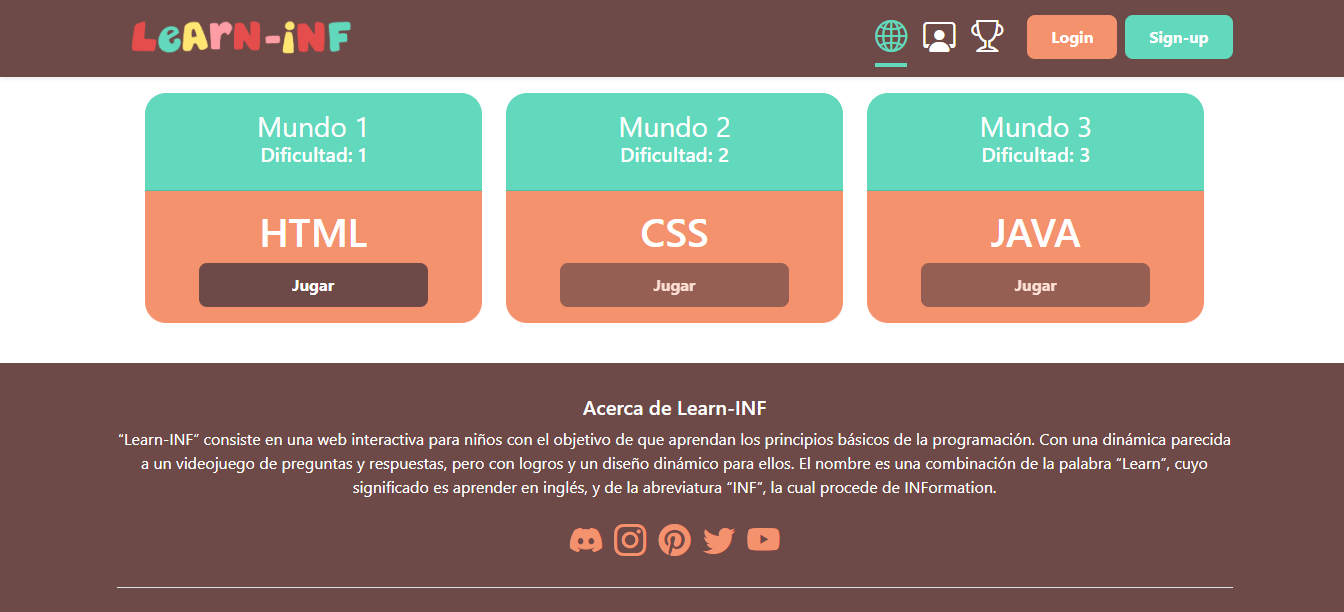 LeArN-iNF
Login
Sign-up
Mundo 1
Dificultad: 1
HTML
Jugar
Mundo 2
Dificultad: 2
CSS
Jugar
Mundo 3
Dificultad: 3
JAVA
Jugar
Acerca de Learn-INF
“Learn-INF” consiste en una web interactiva para niños con el objetivo de que aprendan los principios básicos de la programación. Con una dinámica parecida
a un videojuego de preguntas y respuestas, pero con logros y un diseño dinámico para ellos. El nombre es una combinación de la palabra “Learn”, cuyo
significado es aprender en inglés, y de la abreviatura “INF”, la cual procede de INFormation.